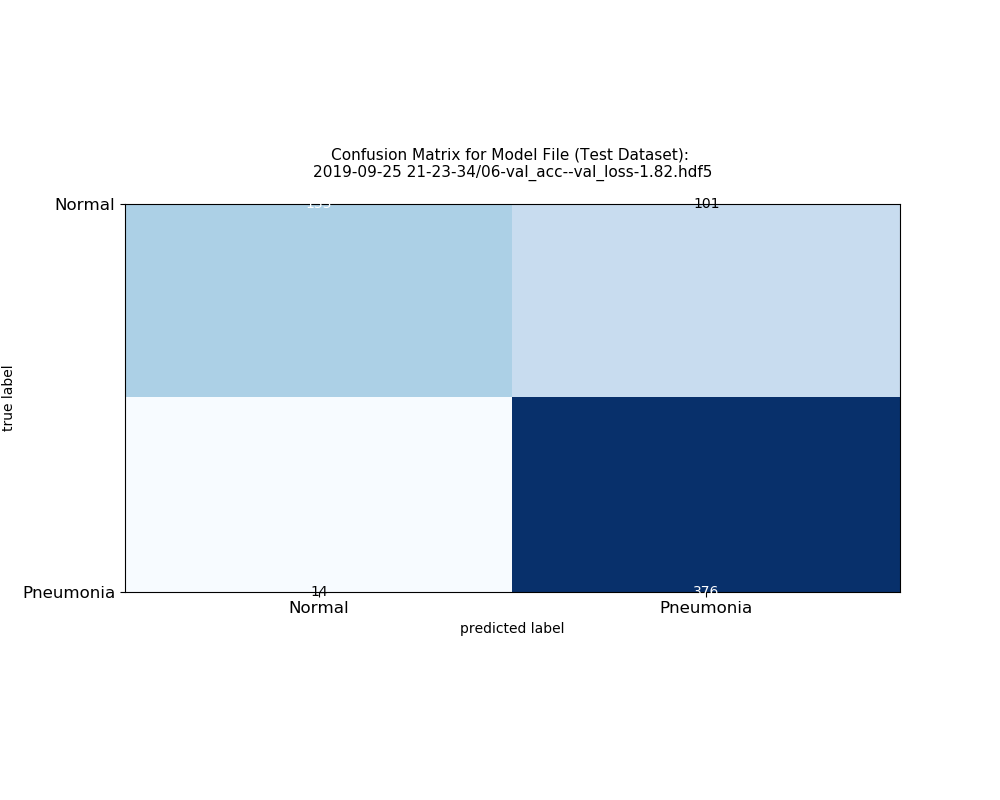 Confusion Matrix for Model File (Test Dataset):
2019-09-25 21-23-34/06-val_acc--val_loss-1.82.hdf5
Normal
101
true label
Pneumonia
14
376
Normal
Pneumonia
predicted label